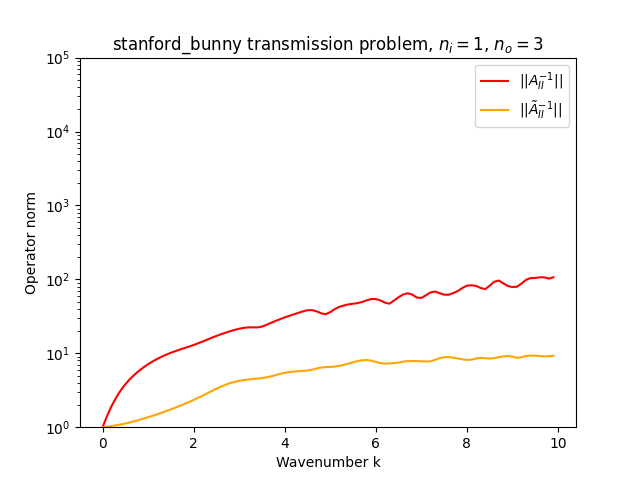 stanford_bunny transmission problem, $n_i = 1$, $n_o = 3$
$10^5$
$10^4$
$10^3$
$10^2$
$10^1$
$10^0$
Operator norm
$||A_{II}^{-1}||$
$||\tilde{A}_{II}^{-1}||$
0 2 4 6 8 10
Wavenumber k